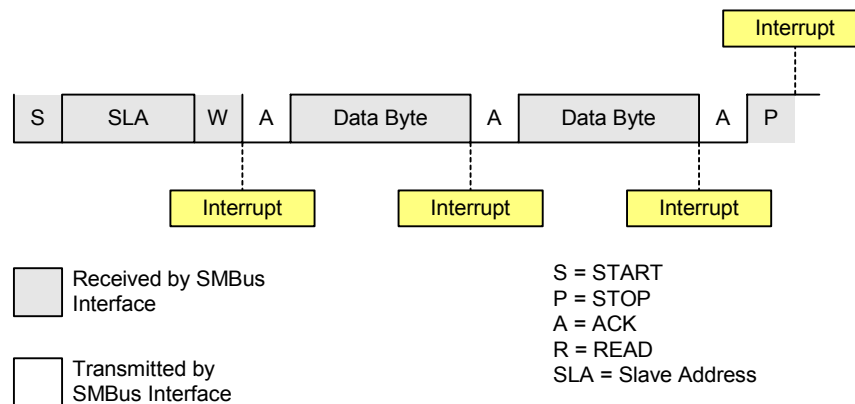 Interrupt
S SLA W A Data Byte A Data Byte A P
Interrupt Interrupt Interrupt
Received by SMBus
Interface
Transmitted by
SMBus Interface
S = START
P = STOP
A = ACK
R = READ
SLA = Slave Address